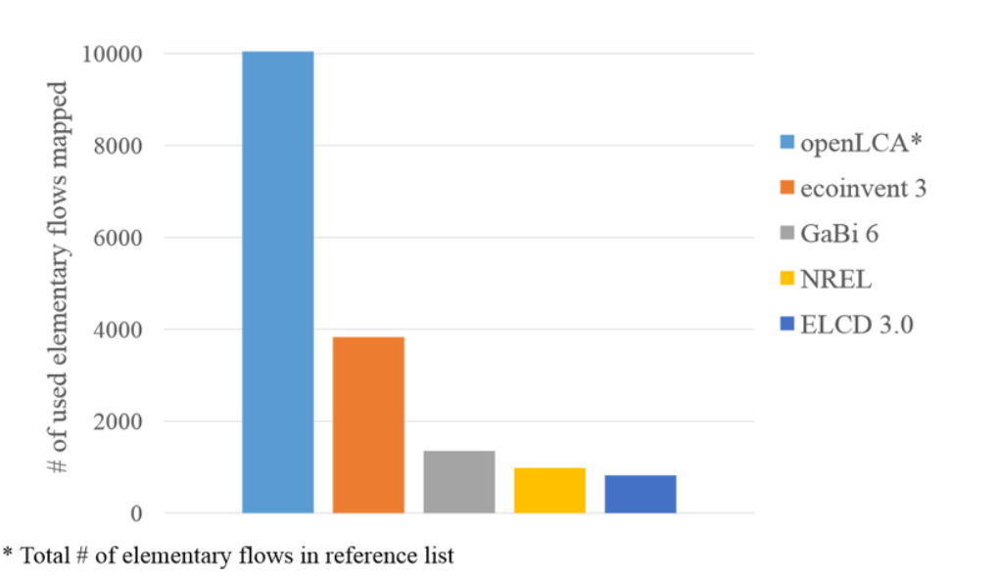 # of used elementary flows mapped
10000
8000
6000
4000
2000
0
openLCA*
ecoinvent 3
GaBi 6
NREL
ELCD 3.0
* Total # of elementary flows in reference list